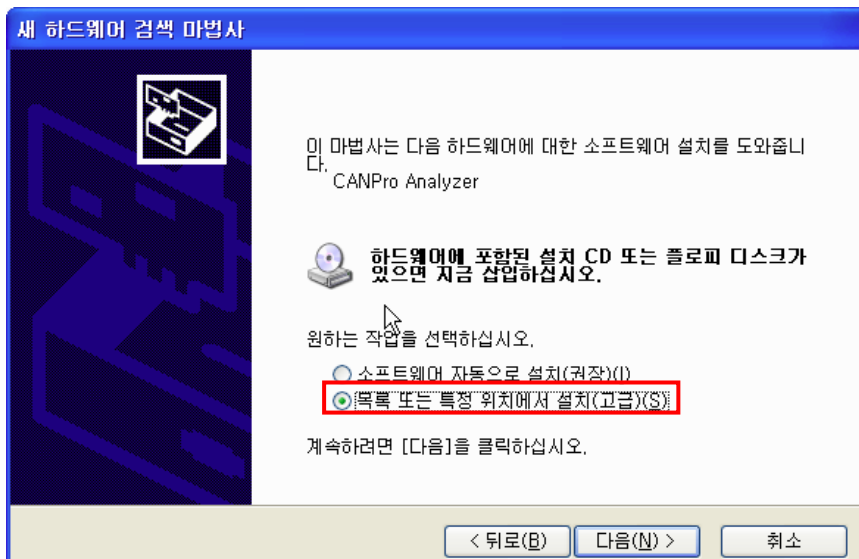 새 하드웨어 검색 마법사
이 마법사는 다음 하드웨어에 대한 소프트웨어 설치를 도와줍니
다.
CANPro Analyzer
하드웨어에 포함된 설치 CD 또는 플로피 디스크가
있으면 지금 삽입하십시오.
원하는 작업을 선택하십시오.
소프트웨어 자동으로 설치(권장)(I)
목록 또는 특정 위치에서 설치(고급)(S)
계속하려면 [다음]을 클릭하십시오.
< 뒤로(B) 다음(N) > 취소